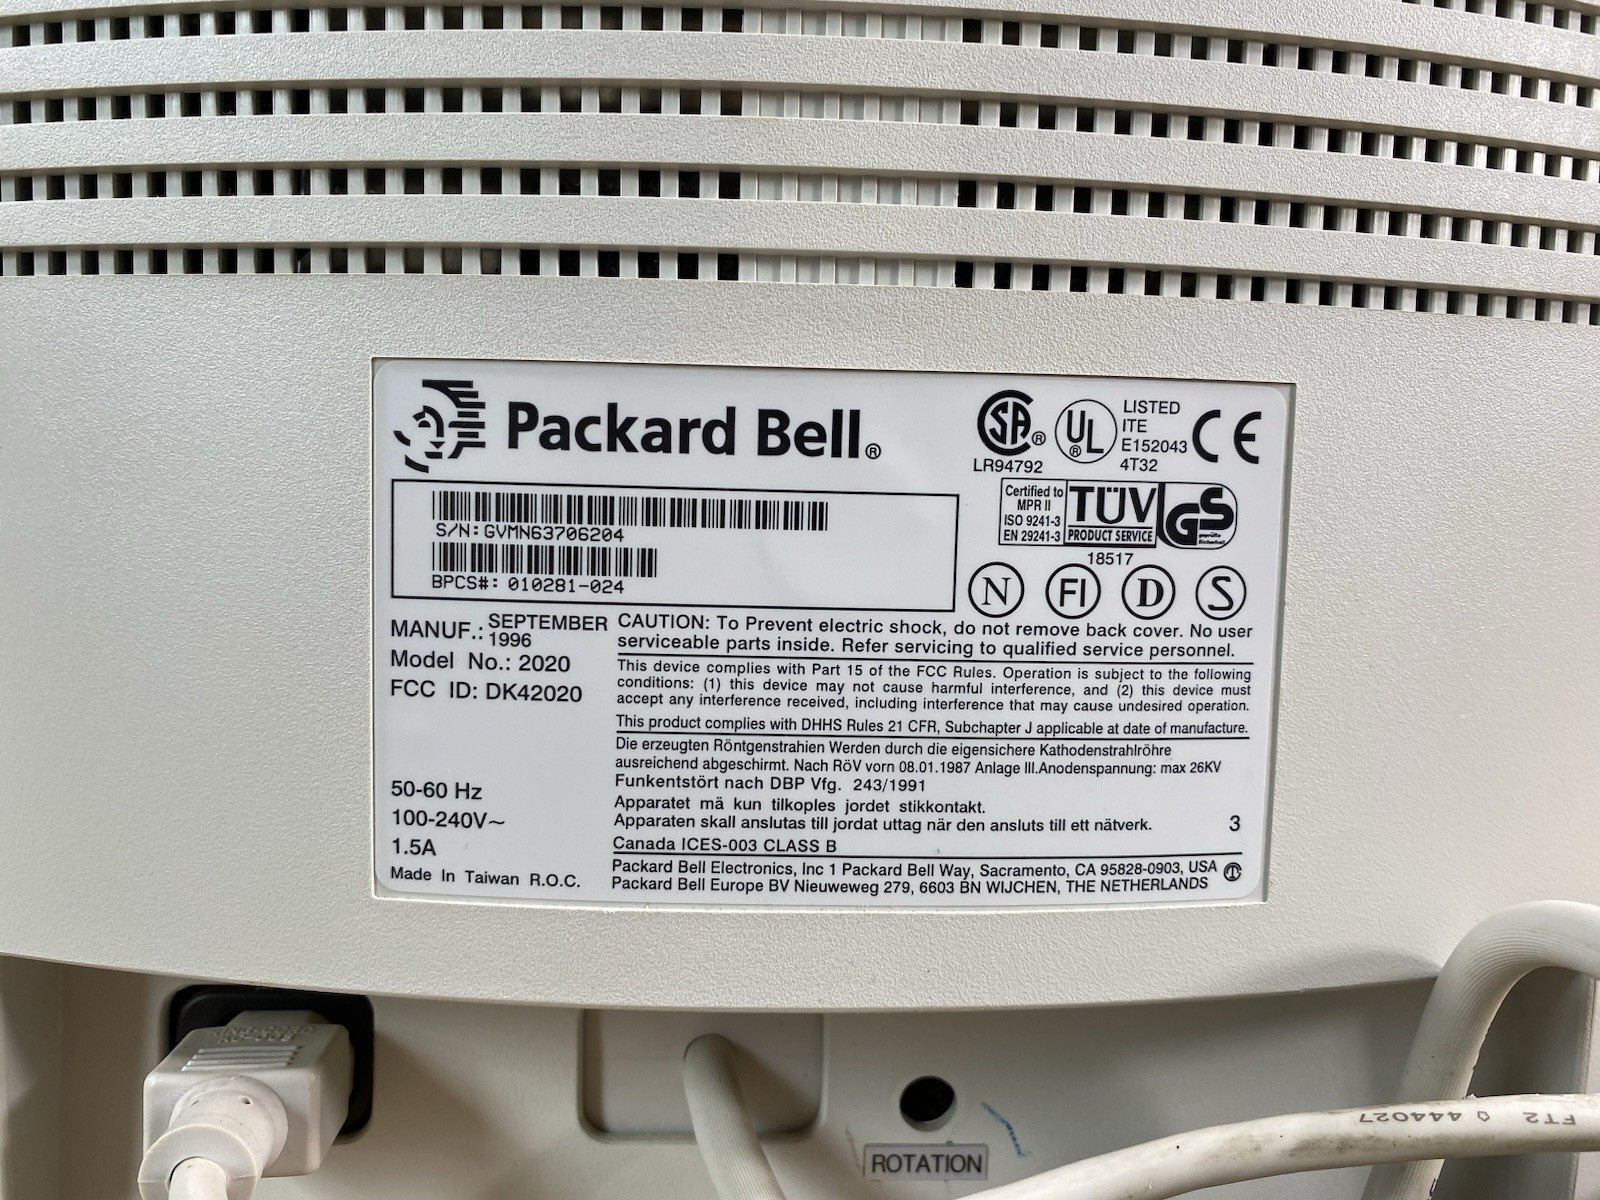 Packard Bell®
S/N:GVMN63706204
BPCS#: 010281-024
SA®
LR94792
UL®
LISTED
ITE
E152043
4T32
CE
Certified to
MPR II
ISO 9241-3
EN 29241-3
TÜV
PRODUCT SERVICE
GS
geprüfte
Sicherheit
18517
N FI D S
MANUF.: SEPTEMBER
1996
Model No.: 2020
FCC ID: DK42020
50-60 Hz
100-240V~
1.5A
Made In Taiwan R.O.C.
CAUTION: To Prevent electric shock, do not remove back cover. No user
serviceable parts inside. Refer servicing to qualified service personnel.
This device complies with Part 15 of the FCC Rules. Operation is subject to the following
conditions: (1) this device may not cause harmful interference, and (2) this device must
accept any interference received, including interference that may cause undesired operation.
This product complies with DHHS Rules 21 CFR, Subchapter J applicable at date of manufacture.
Die erzeugten Röntgenstrahien Werden durch die eigensichere Kathodenstrahlröhre
ausreichend abgeschirmt. Nach RöV vorn 08.01.1987 Anlage III.Anodenspannung: max 26KV
Funkentstört nach DBP Vfg. 243/1991
Apparatet må kun tilkoples jordet stikkontakt.
Apparaten skall anslutas till jordat uttag när den ansluts till ett nätverk.
3
Canada ICES-003 CLASS B
Packard Bell Electronics, Inc 1 Packard Bell Way, Sacramento, CA 95828-0903, USA
Packard Bell Europe BV Nieuweweg 279, 6603 BN WIJCHEN, THE NETHERLANDS
ROTATION
FT2 444027